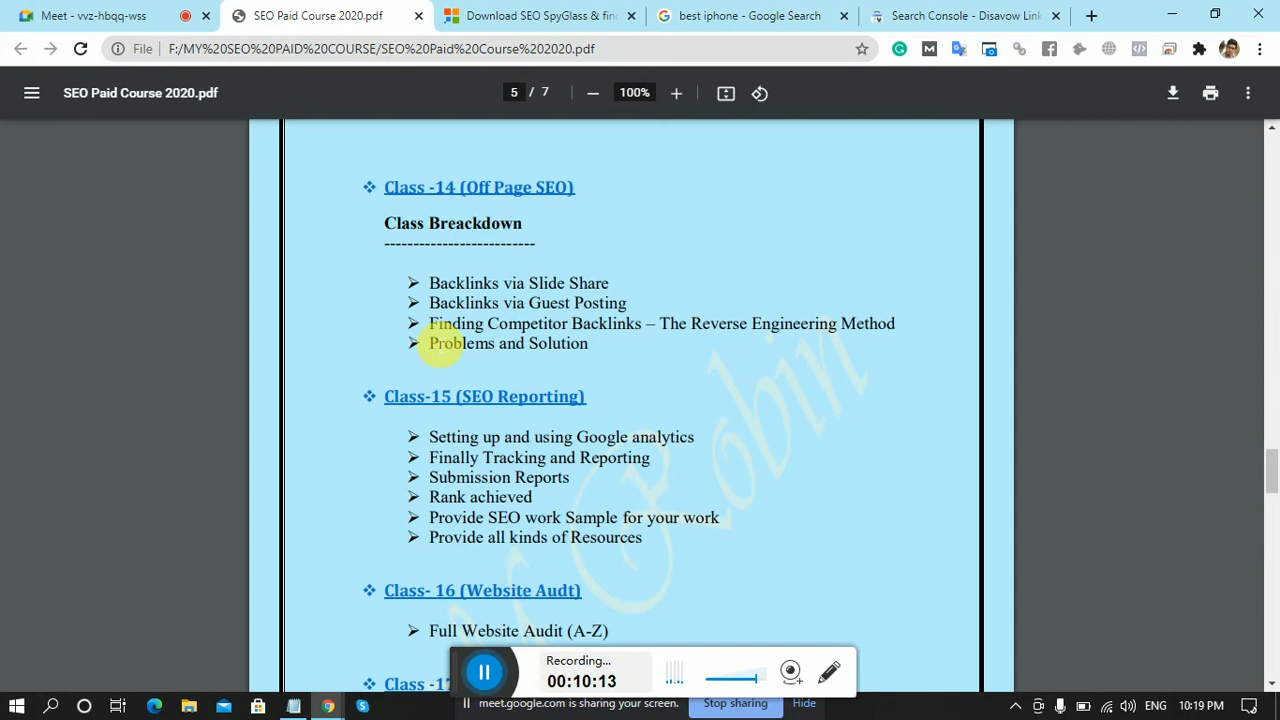 Meet - vvz-hbqq-wss
SEO Paid Course 2020.pdf
Download SEO SpyGlass & fin
best iphone - Google Search
Search Console - Disavow Link
File
F:/MY%20SEO%20PAID%20COURSE/SEO%20Paid%20Course%202020.pdf
SEO Paid Course 2020.pdf
5 / 7
100%
Class -14 (Off Page SEO)
Class Breackdown
--------------------------
Backlinks via Slide Share
Backlinks via Guest Posting
Finding Competitor Backlinks – The Reverse Engineering Method
Problems and Solution
Class-15 (SEO Reporting)
Setting up and using Google analytics
Finally Tracking and Reporting
Submission Reports
Rank achieved
Provide SEO work Sample for your work
Provide all kinds of Resources
Class- 16 (Website Audt)
Full Website Audit (A-Z)
Class -17
Robin
Recording...
00:10:13
meet.google.com is sharing your screen.
Stop sharing
Hide
ENG
10:19 PM